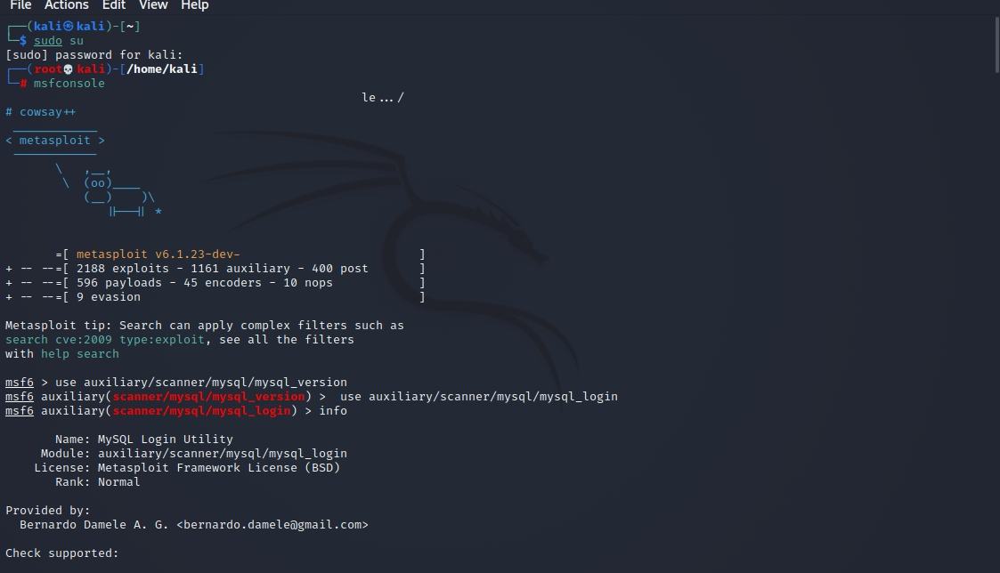 File Actions Edit View Help
┌──(kali㉿kali)-[~]
└─$ sudo su
[sudo] password for kali:
┌──(root💀kali)-[/home/kali]
└─# msfconsole
le.../
# cowsay++
 ____________
< metasploit >
 ------------
       \   ,__,
        \  (oo)____
           (__)    )\
              ||--|| *
=[ metasploit v6.1.23-dev- ]
+ -- --=[ 2188 exploits - 1161 auxiliary - 400 post ]
+ -- --=[ 596 payloads - 45 encoders - 10 nops ]
+ -- --=[ 9 evasion ]
Metasploit tip: Search can apply complex filters such as
search cve:2009 type:exploit, see all the filters
with help search
msf6 > use auxiliary/scanner/mysql/mysql_version
msf6 auxiliary(scanner/mysql/mysql_version) >  use auxiliary/scanner/mysql/mysql_login
msf6 auxiliary(scanner/mysql/mysql_login) > info
Name: MySQL Login Utility
Module: auxiliary/scanner/mysql/mysql_login
License: Metasploit Framework License (BSD)
Rank: Normal
Provided by:
Bernardo Damele A. G. <bernardo.damele@gmail.com>
Check supported: